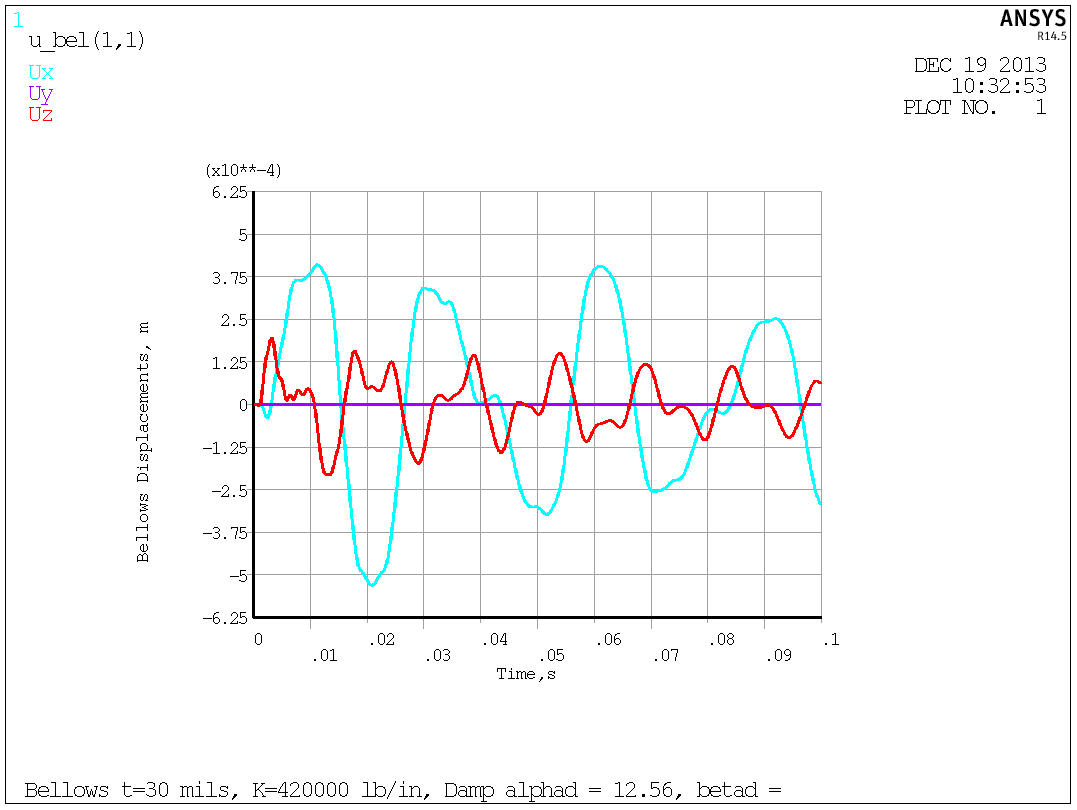 1
ANSYS
R14.5
u_bel(1,1)
Ux
Uy
Uz
DEC 19 2013
10:32:53
PLOT NO. 1
(x10**-4)
6.25
5
3.75
2.5
1.25
0
-1.25
-2.5
-3.75
-5
-6.25
Bellows Displacements, m
0 .02 .04 .06 .08 .1
.01 .03 .05 .07 .09
Time,s
Bellows t=30 mils, K=420000 lb/in, Damp alphad = 12.56, betad =